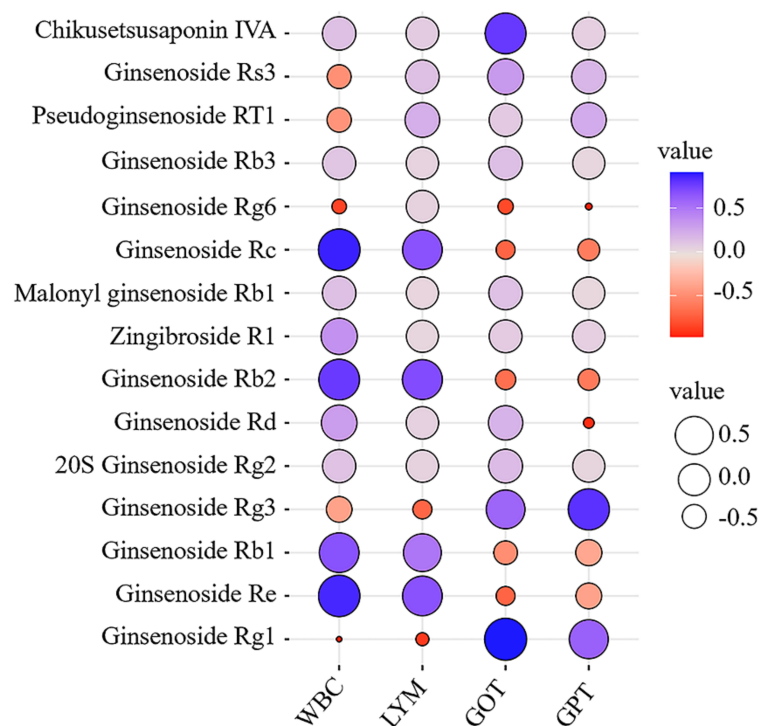 Chikusetsusaponin IVA
Ginsenoside Rs3
Pseudoginsenoside RT1
Ginsenoside Rb3
Ginsenoside Rg6
Ginsenoside Rc
Malonyl ginsenoside Rb1
Zingibroside R1
Ginsenoside Rb2
Ginsenoside Rd
20S Ginsenoside Rg2
Ginsenoside Rg3
Ginsenoside Rb1
Ginsenoside Re
Ginsenoside Rg1
WBC
LYM
GOT
GPT
value
0.5
0.0
-0.5
value
0.5
0.0
-0.5